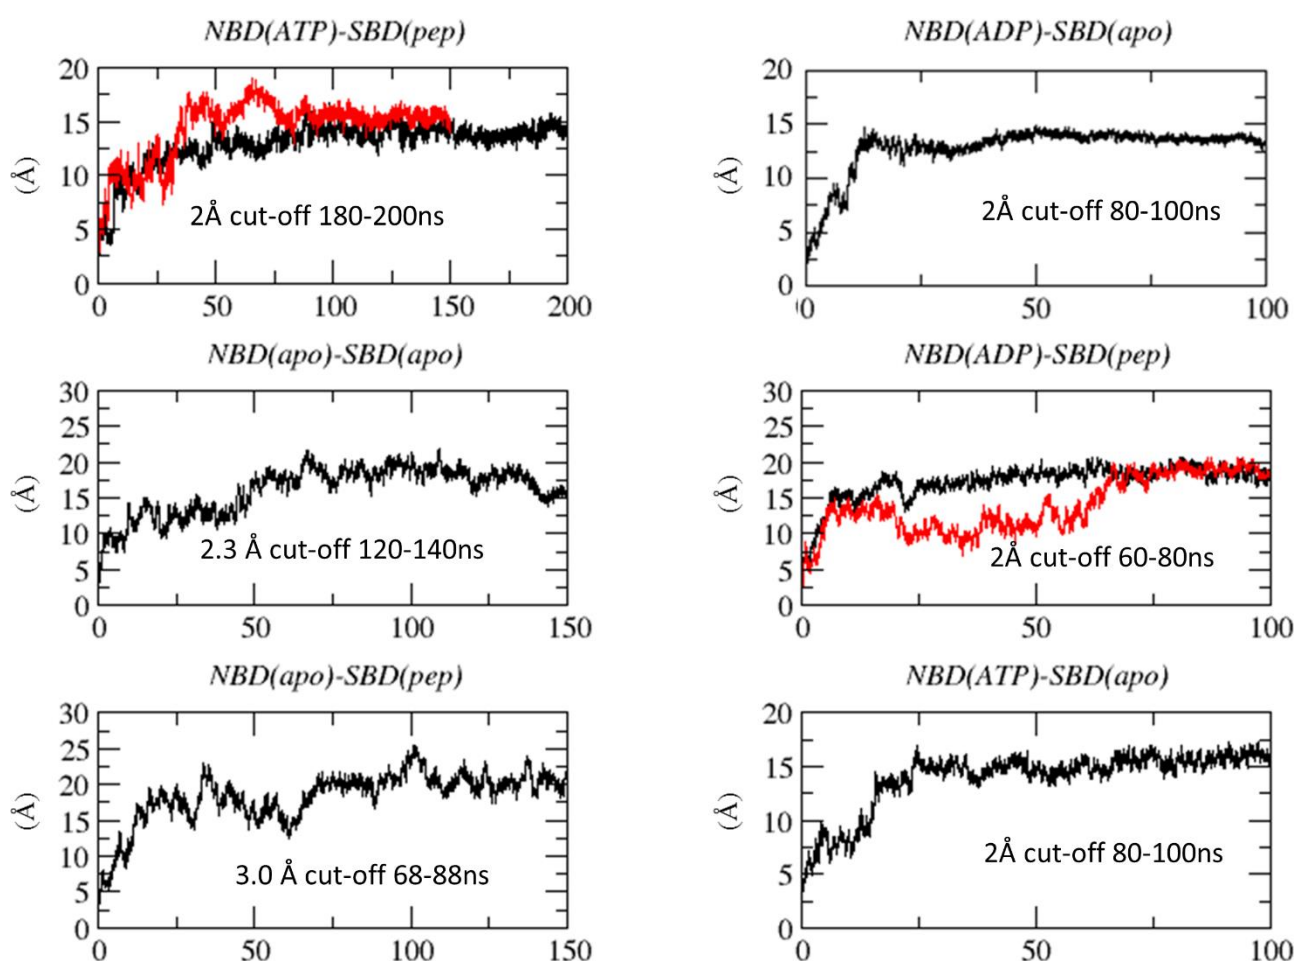 NBD(ATP)-SBD(pep)
20
15
10
5
0
(Å)
2Å cut-off 180-200ns
0 50 100 150 200
NBD(ADP)-SBD(apo)
20
15
10
5
0
(Å)
2Å cut-off 80-100ns
0 50 100
NBD(apo)-SBD(apo)
30
25
20
15
10
5
0
(Å)
2.3 Å cut-off 120-140ns
0 50 100 150
NBD(ADP)-SBD(pep)
30
25
20
15
10
5
0
(Å)
2Å cut-off 60-80ns
0 50 100
NBD(apo)-SBD(pep)
30
25
20
15
10
5
0
(Å)
3.0 Å cut-off 68-88ns
0 50 100 150
NBD(ATP)-SBD(apo)
20
15
10
5
0
(Å)
2Å cut-off 80-100ns
0 50 100